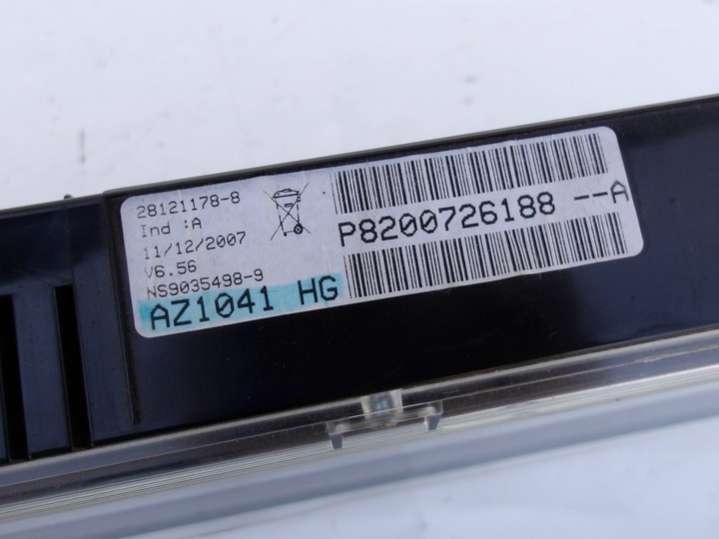 28121178-8
Ind :A
11/12/2007
V6.56
NS9035498-9
AZ1041 HG
P8200726188 --A